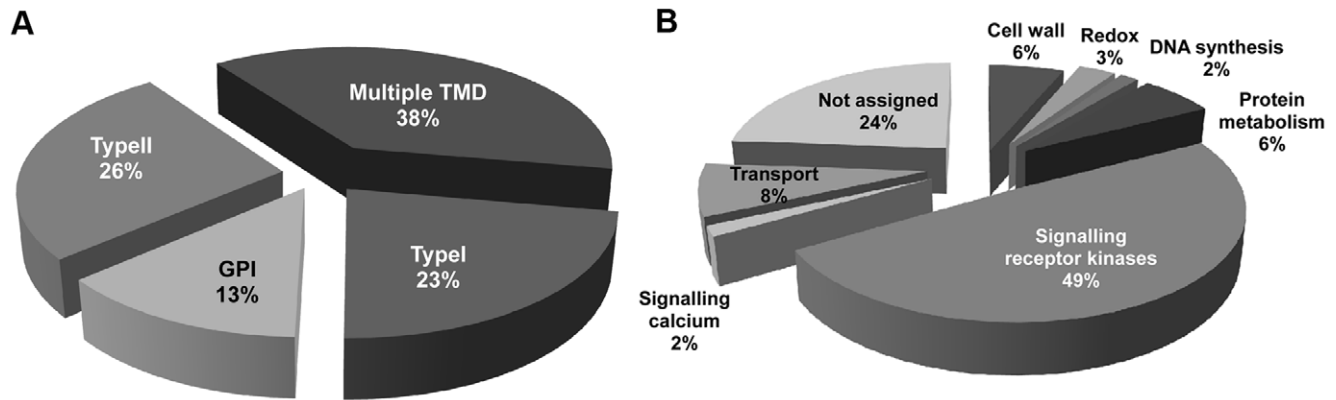 A
Multiple TMD
38%
TypeII
26%
GPI
13%
TypeI
23%
B
Cell wall
6%
Redox
3%
DNA synthesis
2%
Protein
metabolism
6%
Not assigned
24%
Transport
8%
Signalling
receptor kinases
49%
Signalling
calcium
2%